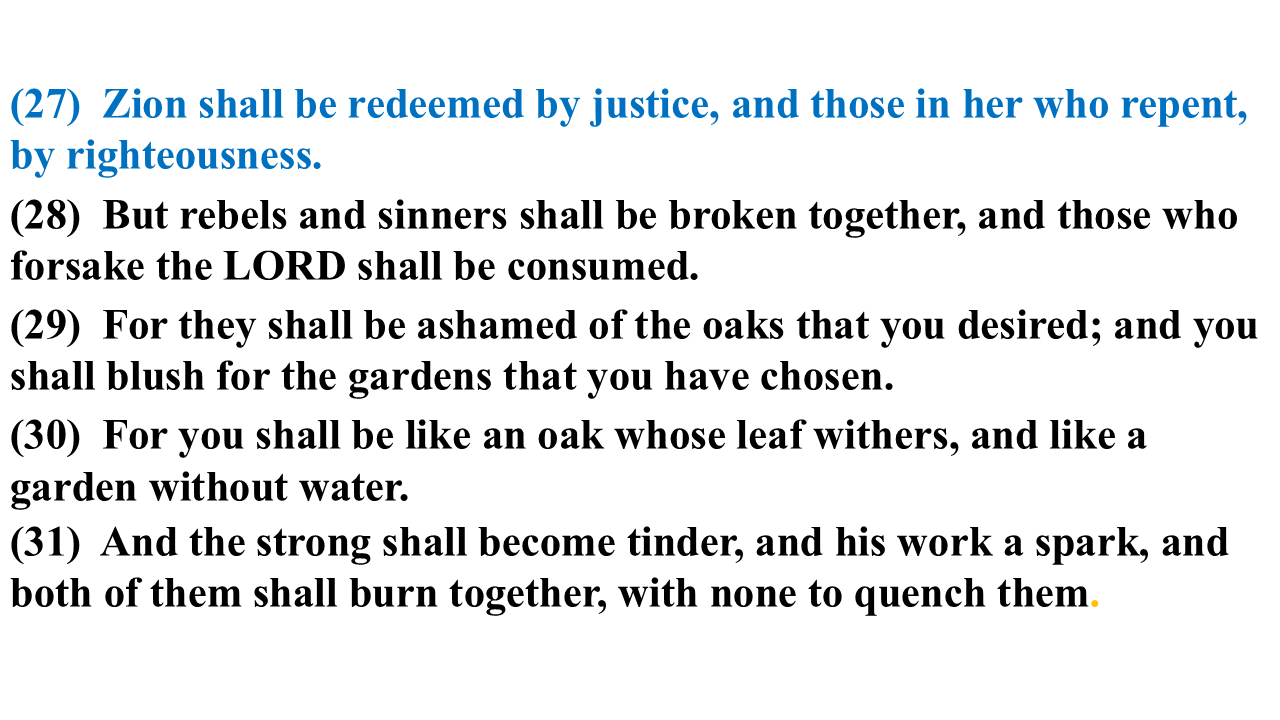 (27)  Zion shall be redeemed by justice, and those in her who repent,
by righteousness.
(28)  But rebels and sinners shall be broken together, and those who
forsake the LORD shall be consumed.
(29)  For they shall be ashamed of the oaks that you desired; and you
shall blush for the gardens that you have chosen.
(30)  For you shall be like an oak whose leaf withers, and like a
garden without water.
(31)  And the strong shall become tinder, and his work a spark, and
both of them shall burn together, with none to quench them.